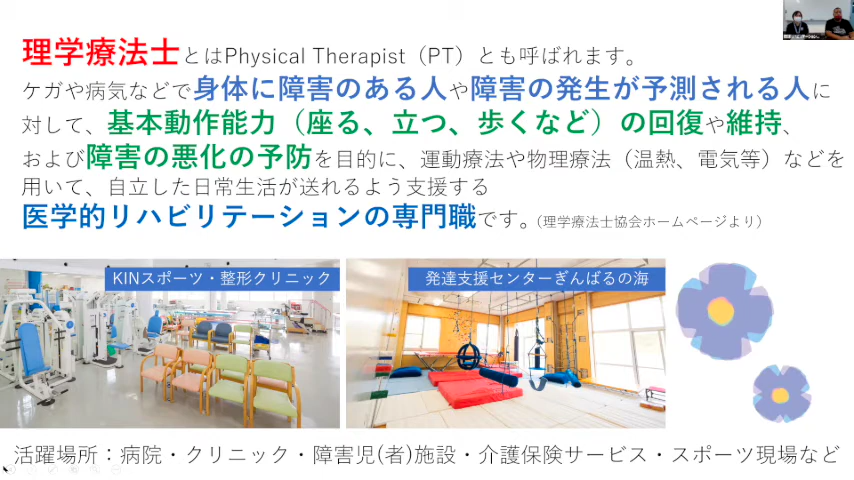 理学療法士とはPhysical Therapist（PT）とも呼ばれます。
ケガや病気などで身体に障害のある人や障害の発生が予測される人に
対して、基本動作能力（座る、立つ、歩くなど）の回復や維持、
および障害の悪化の予防を目的に、運動療法や物理療法（温熱、電気等）などを
用いて、自立した日常生活が送れるよう支援する
医学的リハビリテーションの専門職です。（理学療法士協会ホームページより）
KINスポーツ・整形クリニック
発達支援センターぎんばるの海
活躍場所：病院・クリニック・障害児(者)施設・介護保険サービス・スポーツ現場など